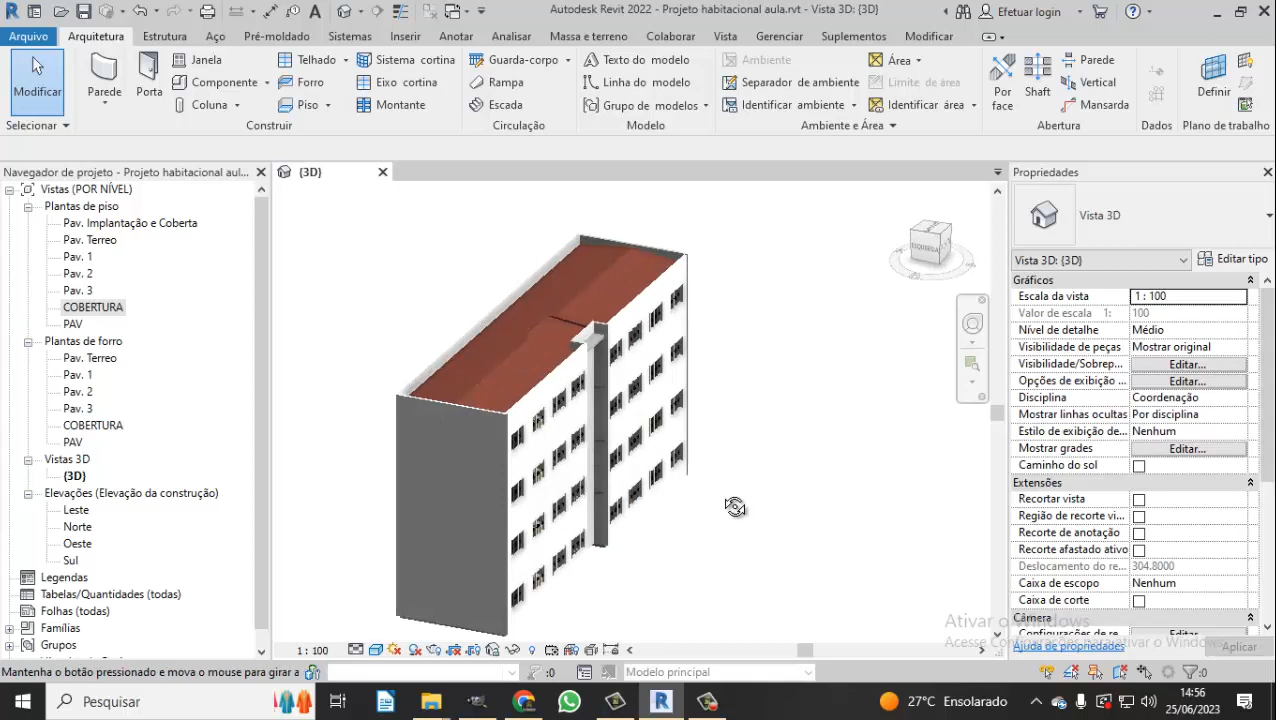 Autodesk Revit 2022 - Projeto habitacional aula.rvt - Vista 3D: {3D}
Efetuar login
Arquivo Arquitetura Estrutura Aço Pré-moldado Sistemas Inserir Anotar Analisar Massa e terreno Colaborar Vista Gerenciar Suplementos Modificar
Modificar
Selecionar
Parede
Porta
Janela
Componente
Coluna
Telhado
Forro
Piso
Sistema cortina
Eixo cortina
Montante
Construir
Guarda-corpo
Rampa
Escada
Circulação
Texto do modelo
Linha do modelo
Grupo de modelos
Modelo
Ambiente
Separador de ambiente
Identificar ambiente
Área
Limite de área
Identificar área
Ambiente e Área
Por face
Shaft
Parede
Vertical
Mansarda
Abertura
Dados
Definir
Plano de trabalho
Navegador de projeto - Projeto habitacional aul...
Vistas (POR NÍVEL)
Plantas de piso
Pav. Implantação e Coberta
Pav. Terreo
Pav. 1
Pav. 2
Pav. 3
COBERTURA
PAV
Plantas de forro
Pav. Terreo
Pav. 1
Pav. 2
Pav. 3
COBERTURA
PAV
Vistas 3D
{3D}
Elevações (Elevação da construção)
Leste
Norte
Oeste
Sul
Legendas
Tabelas/Quantidades (todas)
Folhas (todas)
Famílias
Grupos
{3D}
1 : 100
Propriedades
Vista 3D
Vista 3D: {3D}
Editar tipo
Gráficos
Escala da vista 1 : 100
Valor de escala 1: 100
Nível de detalhe Médio
Visibilidade de peças Mostrar original
Visibilidade/Sobrep... Editar...
Opções de exibição ... Editar...
Disciplina Coordenação
Mostrar linhas ocultas Por disciplina
Estilo de exibição de... Nenhum
Mostrar grades Editar...
Caminho do sol
Extensões
Recortar vista
Região de recorte vi...
Recorte de anotação
Recorte afastado ativo
Deslocamento do re... 304.8000
Caixa de escopo Nenhum
Caixa de corte
Câmera
Ajuda de propriedades
Aplicar
Ativar o Windows
Mantenha o botão pressionado e mova o mouse para girar a
:0
Modelo principal
:0
Pesquisar
27°C Ensolarado
14:56
25/06/2023